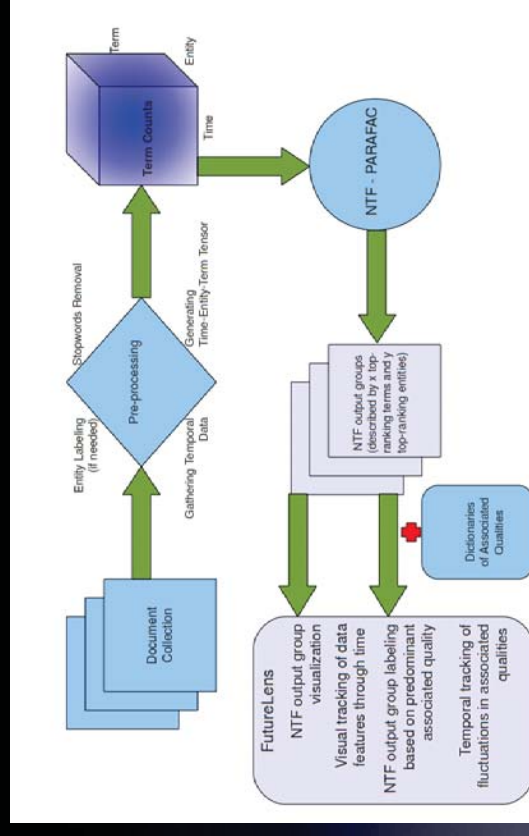 Document
Collection
Entity Labeling
(if needed)
Stopwords Removal
Pre-processing
Gathering Temporal
Data
Generating
Time-Entity-Term Tensor
Term Counts
Term
Entity
Time
NTF - PARAFAC
NTF output groups
(described by x top-
ranking terms and y
top-ranking entities)
Dictionaries
of Associated
Qualities
FutureLens
NTF output group
visualization
Visual tracking of data
features through time
NTF output group labeling
based on predominant
associated quality
Temporal tracking of
fluctuations in associated
qualities